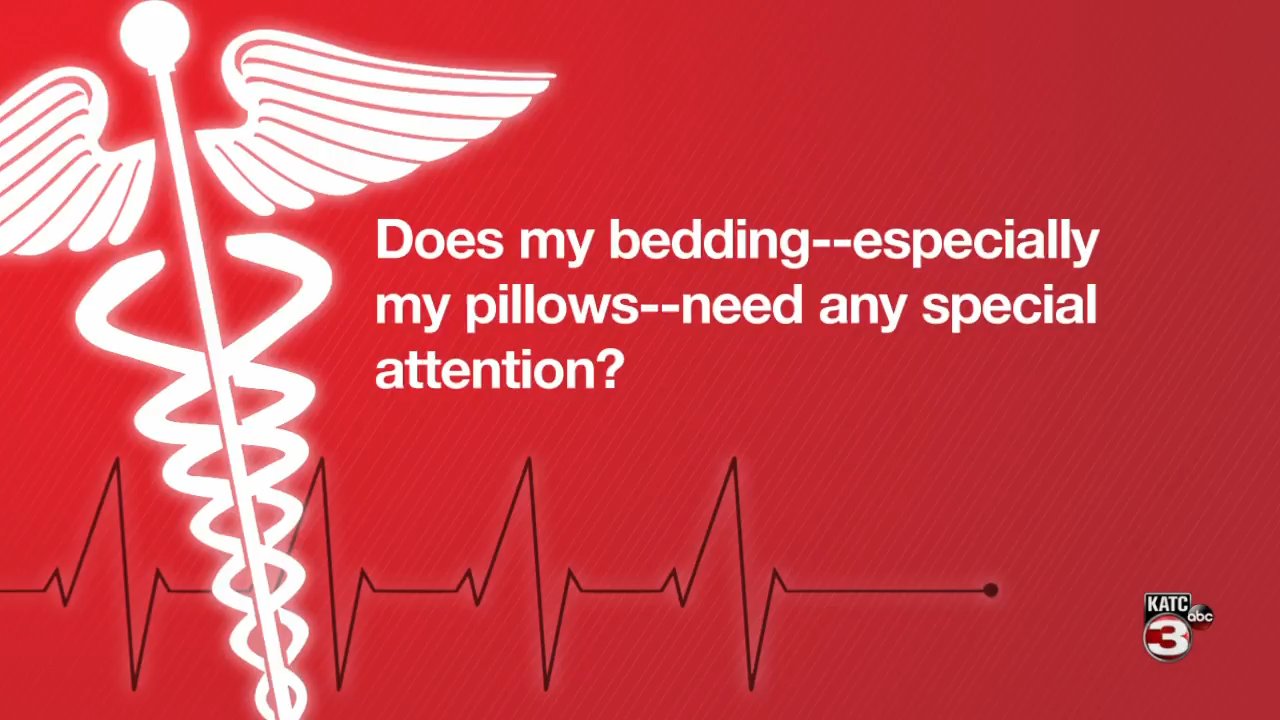 Does my bedding--especially
my pillows--need any special
attention?
KATC
abc
3